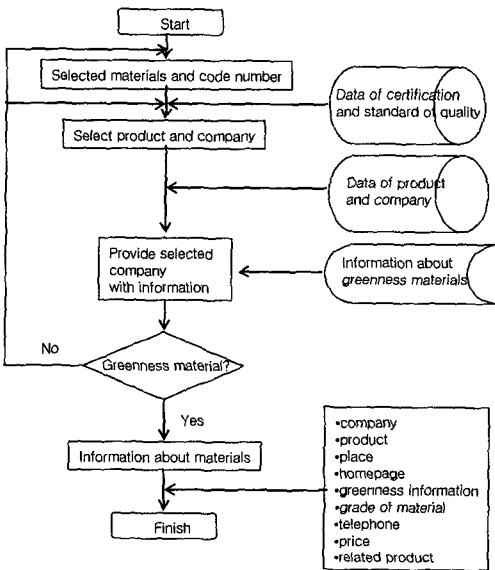 Start
Selected materials and code number
Data of certification
and standard of quality
Select product and company
Data of product
and company
Provide selected
company
with information
Information about
greenness materials
No
Greenness material?
Yes
Information about materials
Finish
•company
•product
•place
•homepage
•greenness information
•grade of material
•telephone
•price
•related product